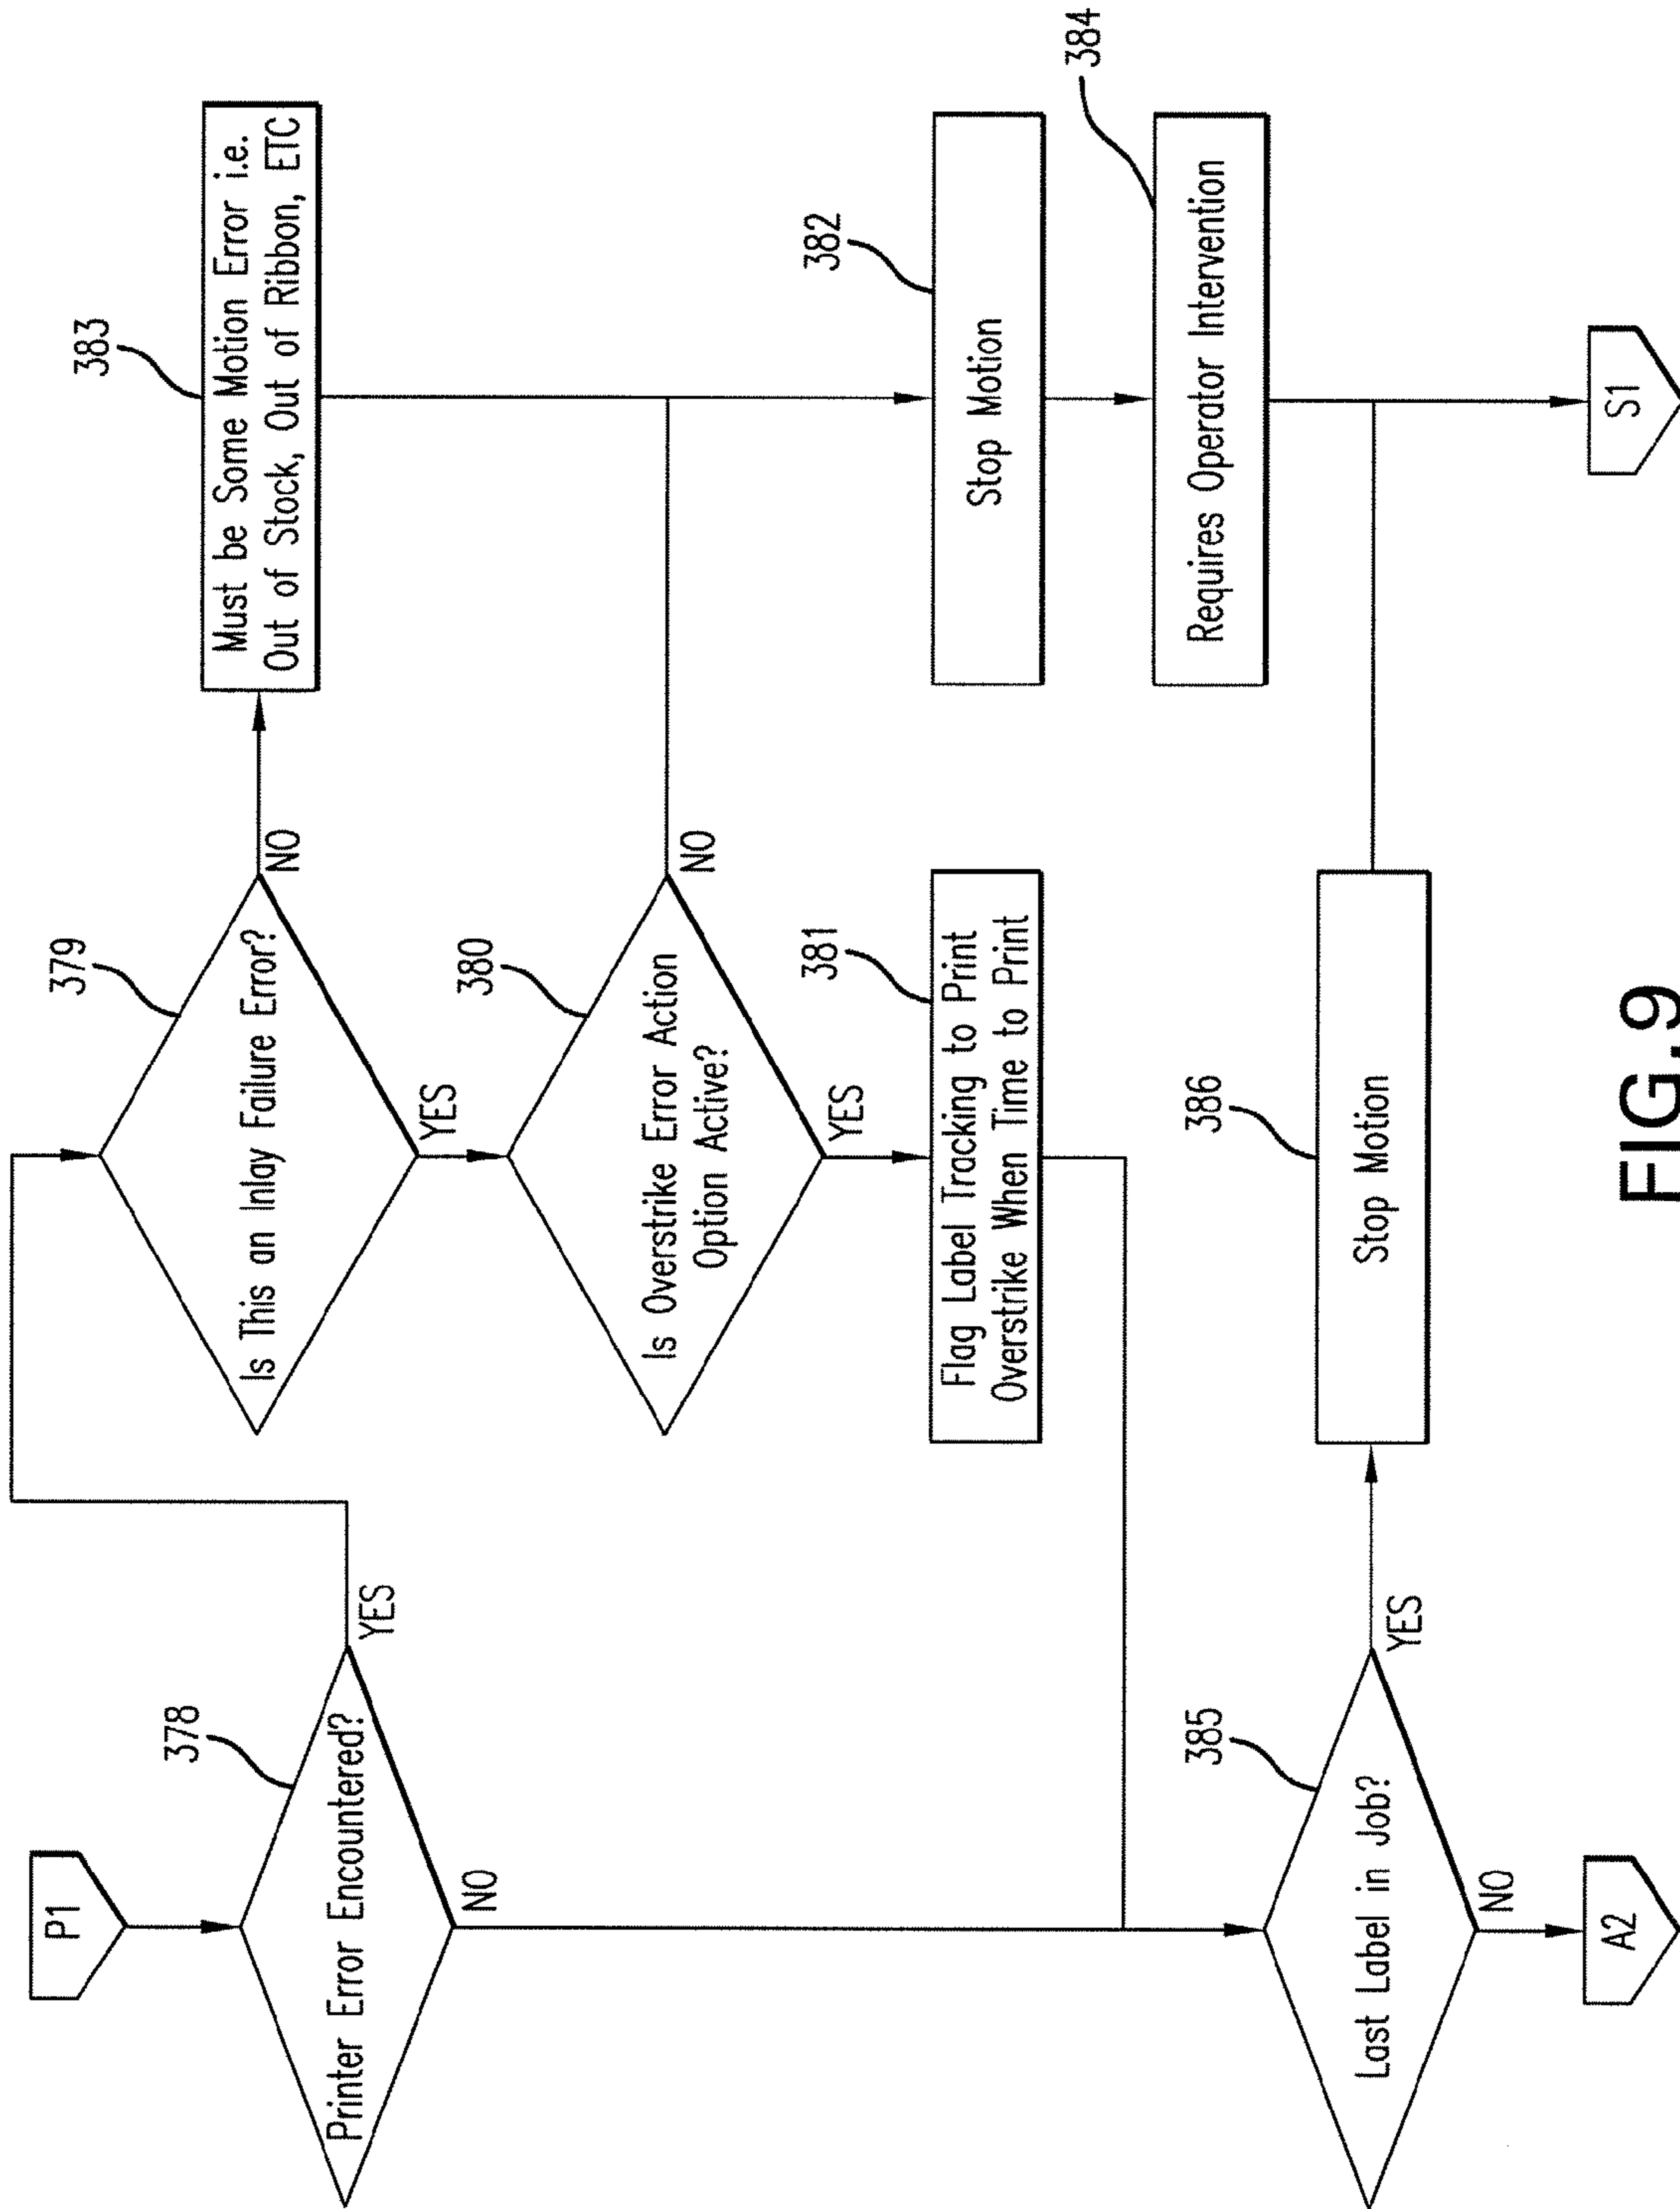 P1
378
Printer Error Encountered?
YES
NO
379
Is This an Inlay Failure Error?
NO
YES
383
Must be Some Motion Error i.e.
Out of Stock, Out of Ribbon, ETC
380
Is Overstrike Error Action
Option Active?
NO
YES
381
Flag Label Tracking to Print
Overstrike When Time to Print
382
Stop Motion
384
Requires Operator Intervention
385
Last Label in Job?
YES
NO
386
Stop Motion
A2
S1
FIG.9